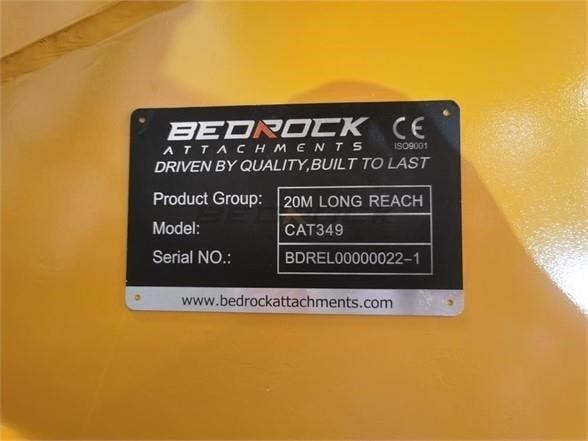 BEDROCK
ATTACHMENTS
CE
ISO9001
DRIVEN BY QUALITY,BUILT TO LAST
Product Group: 20M LONG REACH
Model: CAT349
Serial NO.: BDREL00000022-1
www.bedrockattachments.com
BEDROCK